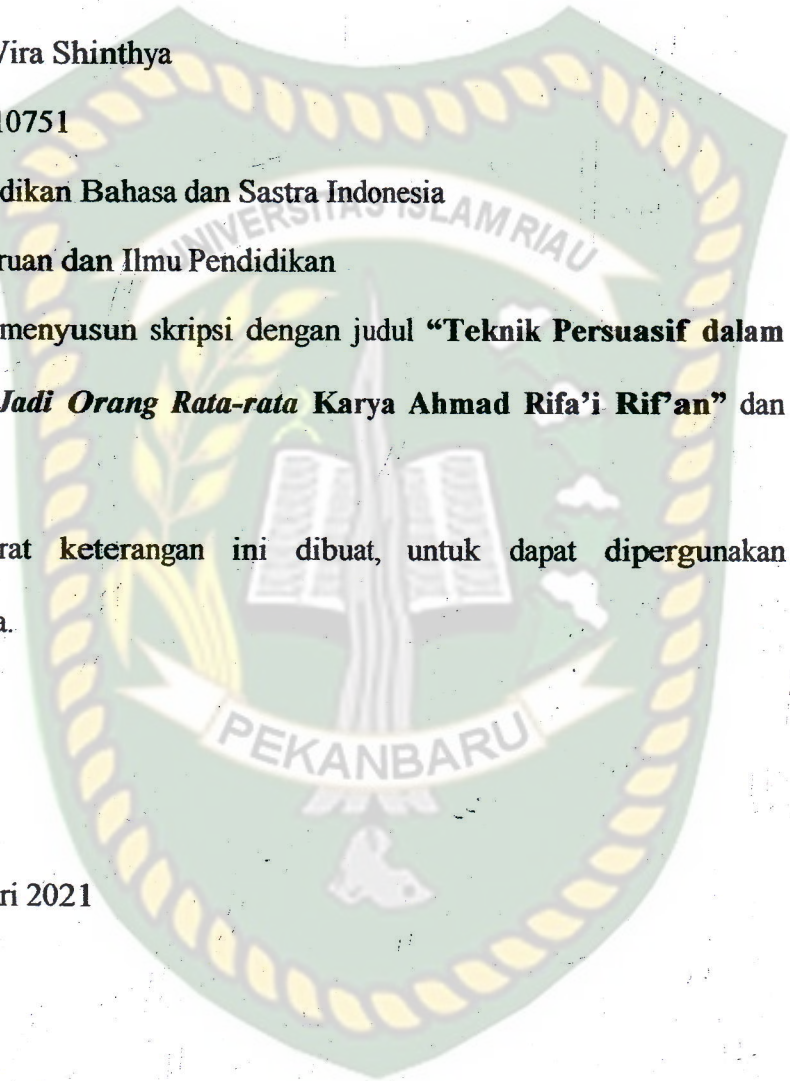 Vira Shinthya
10751
dikan Bahasa dan Sastra Indonesia
UNIVERSITAS ISLAM RIAU
ruan dan Ilmu Pendidikan
menyusun skripsi dengan judul “Teknik Persuasif dalam
Jadi Orang Rata-rata Karya Ahmad Rifa’i Rif’an” dan
rat keterangan ini dibuat, untuk dapat dipergunakan
a.
PEKANBARU
ri 2021